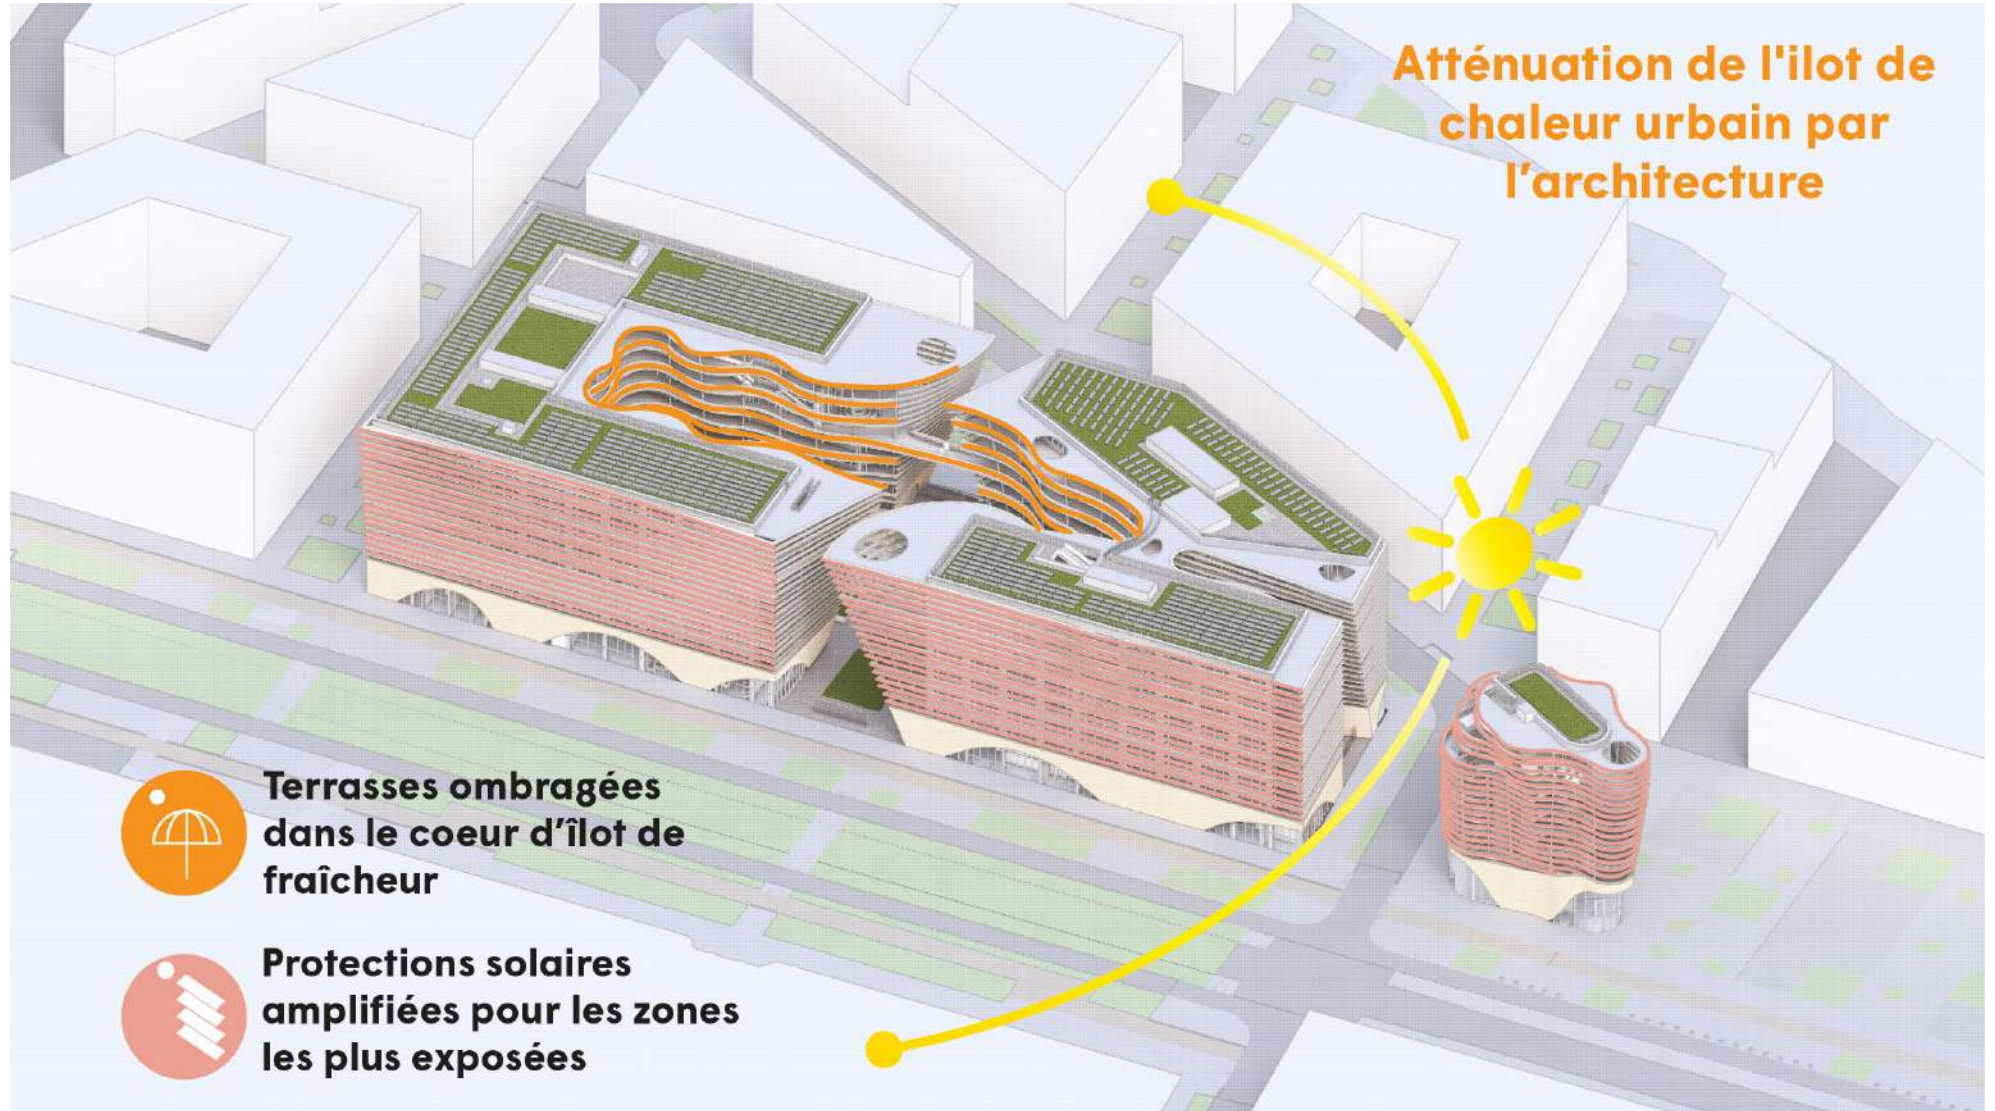 Atténuation de l'ilot de
chaleur urbain par
l’architecture
Terrasses ombragées
dans le coeur d’îlot de
fraîcheur
Protections solaires
amplifiées pour les zones
les plus exposées